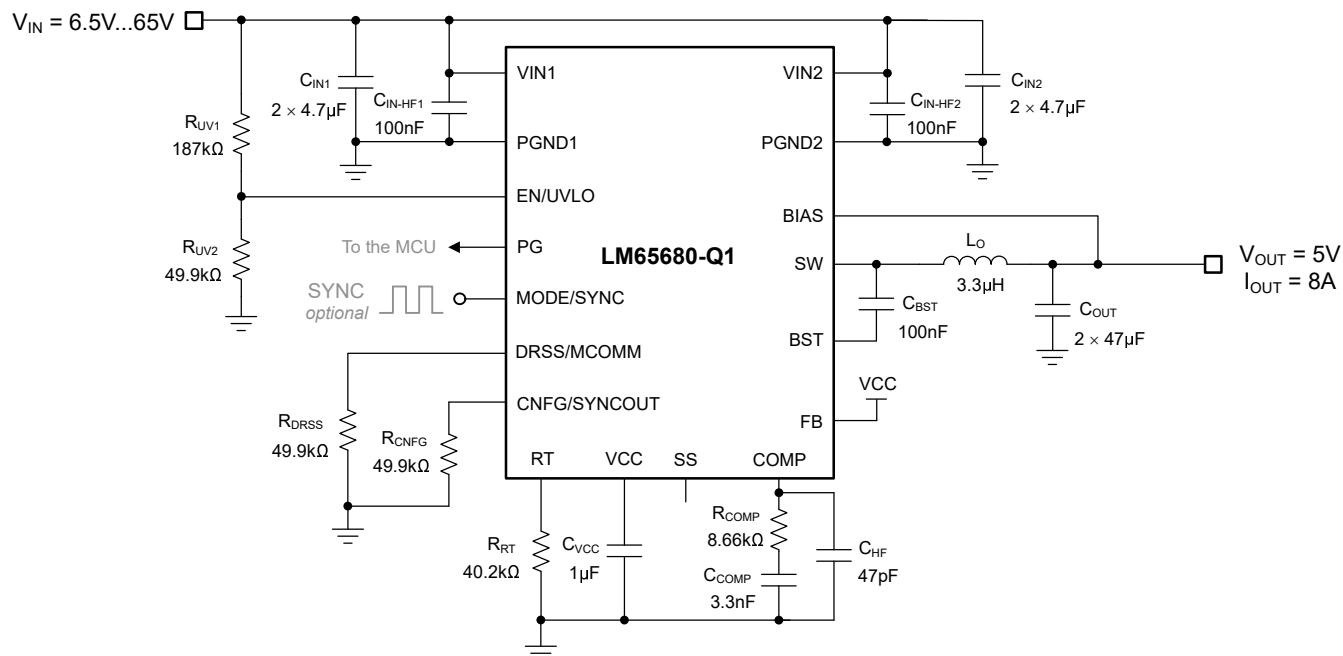 V_IN = 6.5V...65V
C_IN1
2 × 4.7µF
C_IN-HF1
100nF
VIN1
VIN2
C_IN-HF2
100nF
C_IN2
2 × 4.7µF
R_UV1
187kΩ
PGND1
PGND2
EN/UVLO
BIAS
R_UV2
49.9kΩ
To the MCU
PG
LM65680-Q1
SW
L_O
3.3µH
V_OUT = 5V
I_OUT = 8A
SYNC
optional
MODE/SYNC
C_BST
100nF
C_OUT
2 × 47µF
BST
DRSS/MCOMM
VCC
CNFG/SYNCOUT
FB
R_DRSS
49.9kΩ
R_CNFG
49.9kΩ
RT
VCC
SS
COMP
R_RT
40.2kΩ
C_VCC
1µF
R_COMP
8.66kΩ
C_COMP
3.3nF
C_HF
47pF